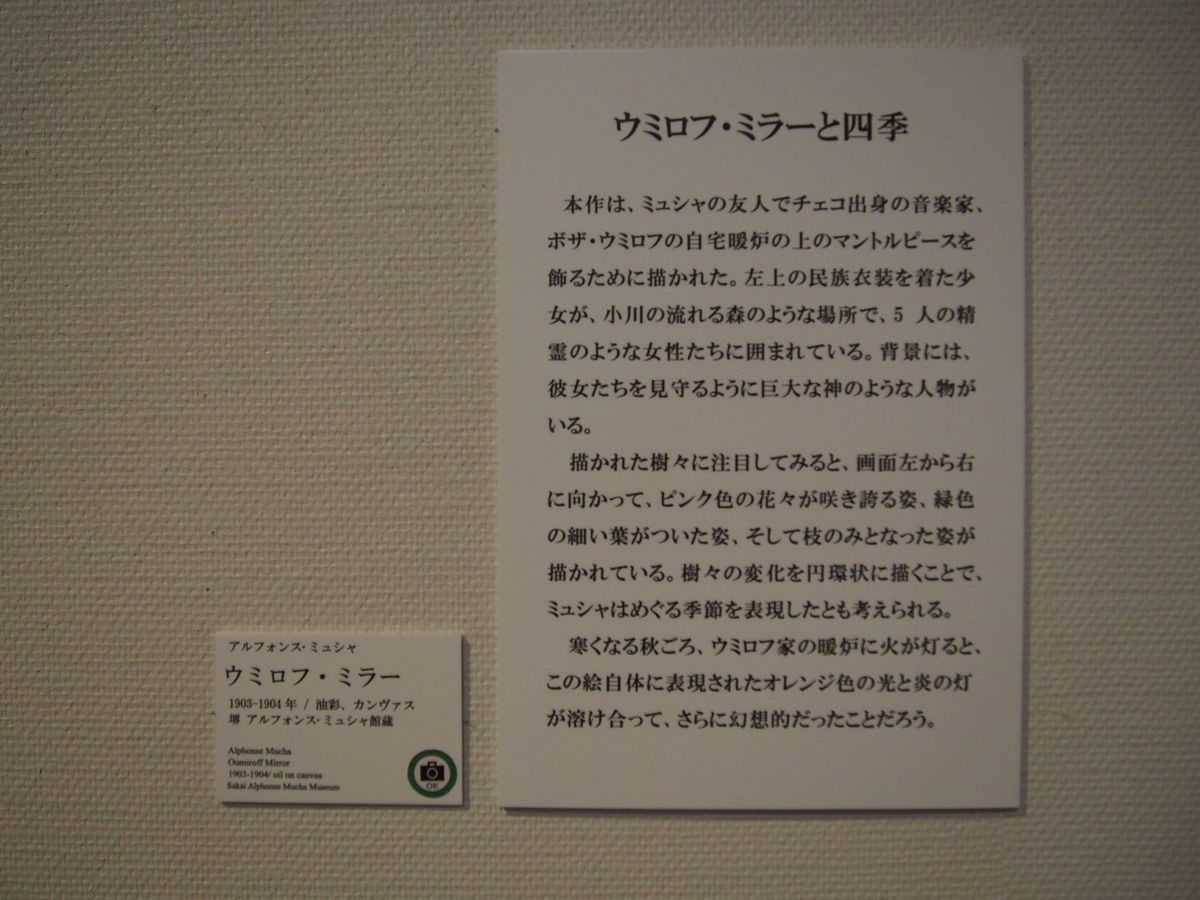 ウミロフ・ミラーと四季
本作は、ミュシャの友人でチェコ出身の音楽家、
ボザ・ウミロフの自宅暖炉の上のマントルピースを
飾るために描かれた。左上の民族衣装を着た少
女が、小川の流れる森のような場所で、5 人の精
霊のような女性たちに囲まれている。背景には、
彼女たちを見守るように巨大な神のような人物が
いる。
描かれた樹々に注目してみると、画面左から右
に向かって、ピンク色の花々が咲き誇る姿、緑色
の細い葉がついた姿、そして枝のみとなった姿が
描かれている。樹々の変化を円環状に描くことで、
ミュシャはめぐる季節を表現したとも考えられる。
寒くなる秋ごろ、ウミロフ家の暖炉に火が灯ると、
この絵自体に表現されたオレンジ色の光と炎の灯
が溶け合って、さらに幻想的だったことだろう。
アルフォンス・ミュシャ
ウミロフ・ミラー
1903-1904 年 / 油彩、カンヴァス
堺 アルフォンス・ミュシャ館蔵
Alphonse Mucha
Oumiroff Mirror
1903-1904/ oil on canvas
Sakai Alphonse Mucha Museum
OK